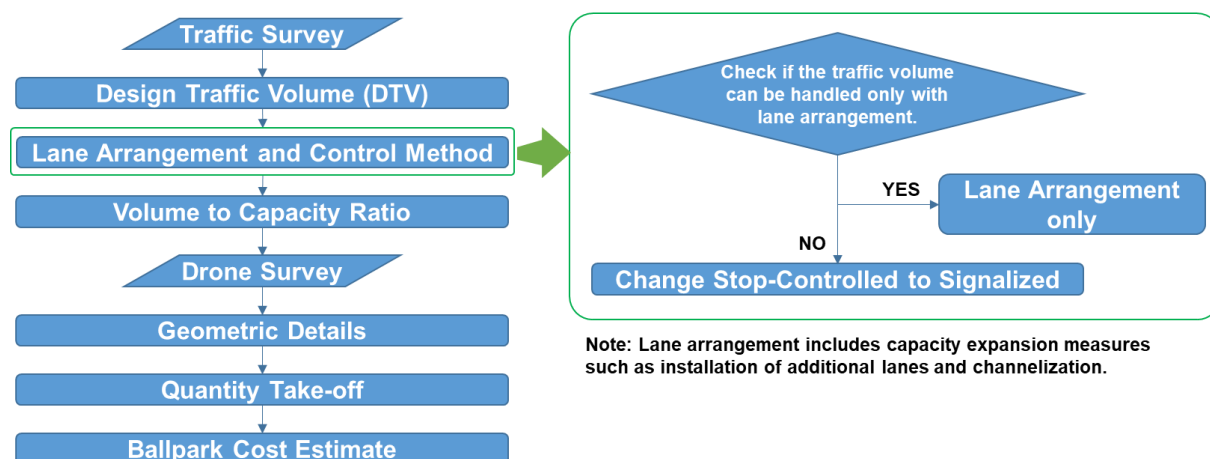 Traffic Survey
Design Traffic Volume (DTV)
Lane Arrangement and Control Method
Volume to Capacity Ratio
Drone Survey
Geometric Details
Quantity Take-off
Ballpark Cost Estimate
Check if the traffic volume
can be handled only with
lane arrangement.
YES
Lane Arrangement
only
NO
Change Stop-Controlled to Signalized
Note: Lane arrangement includes capacity expansion measures
such as installation of additional lanes and channelization.